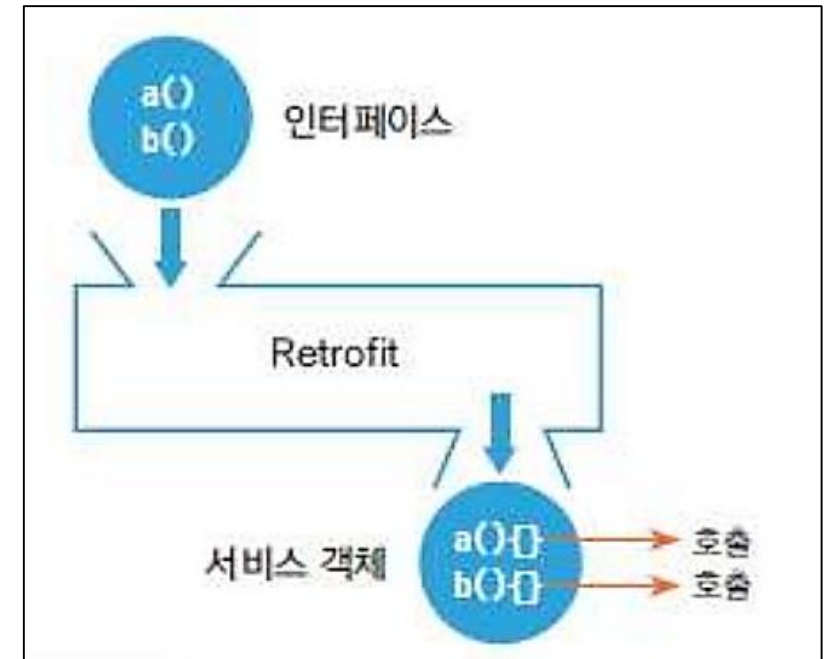 a()
b()
인터페이스
Retrofit
서비스 객체
a(){}
호출
b(){}
호출